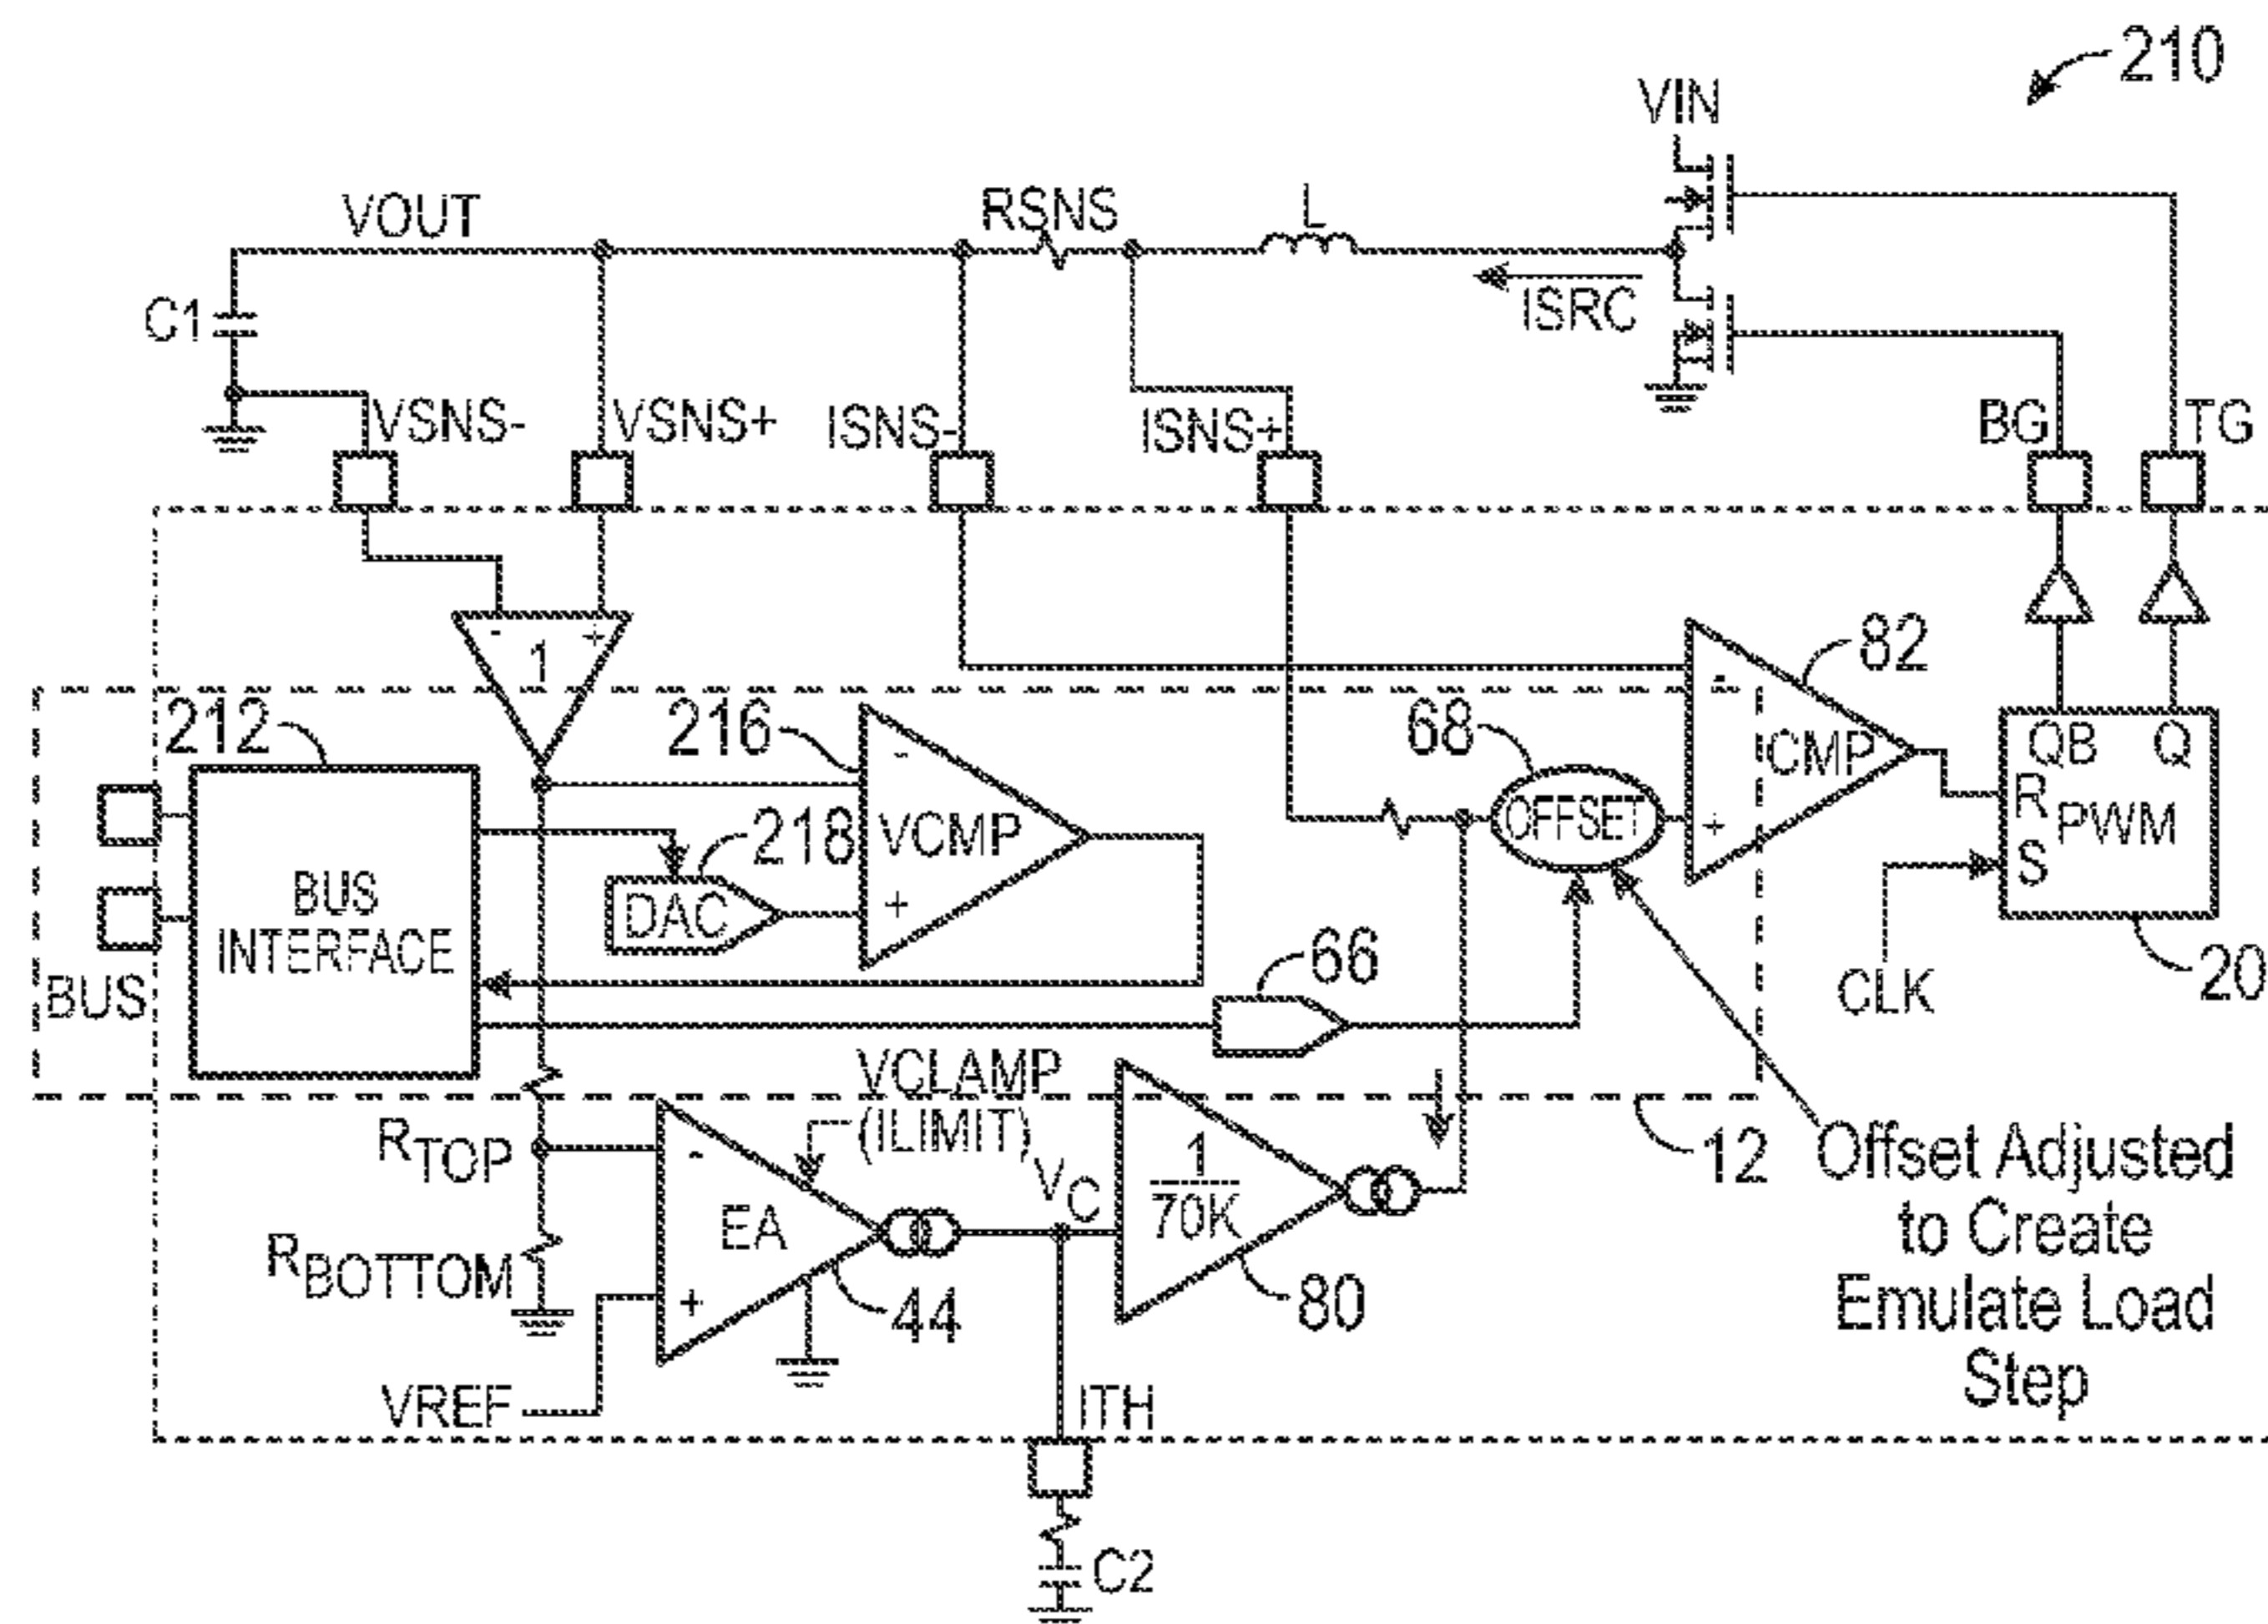 210
VIN
VOUT
RSNS
L
C1
ISRC
VSNS-
VSNS+
ISNS-
ISNS+
BG
TG
- +
1
82
212
216
68
-
-
CMP
QB Q
R PWM
S
VCMP
218
OFFSET
+
DAC
+
BUS
INTERFACE
BUS
66
CLK
20
VCLAMP
(ILIMIT)
RTOP
-
VC
1
70K
12
Offset Adjusted
to Create
Emulate Load
Step
EA
RBOTTOM
+
44
80
VREF
ITH
C2